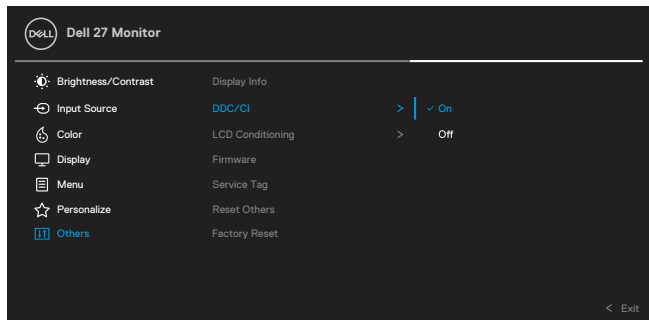 DELL Dell 27 Monitor
Brightness/Contrast Display Info
Input Source DDC/CI > ✓ On
Color LCD Conditioning > Off
Display Firmware
Menu Service Tag
Personalize Reset Others
Others Factory Reset
< Exit